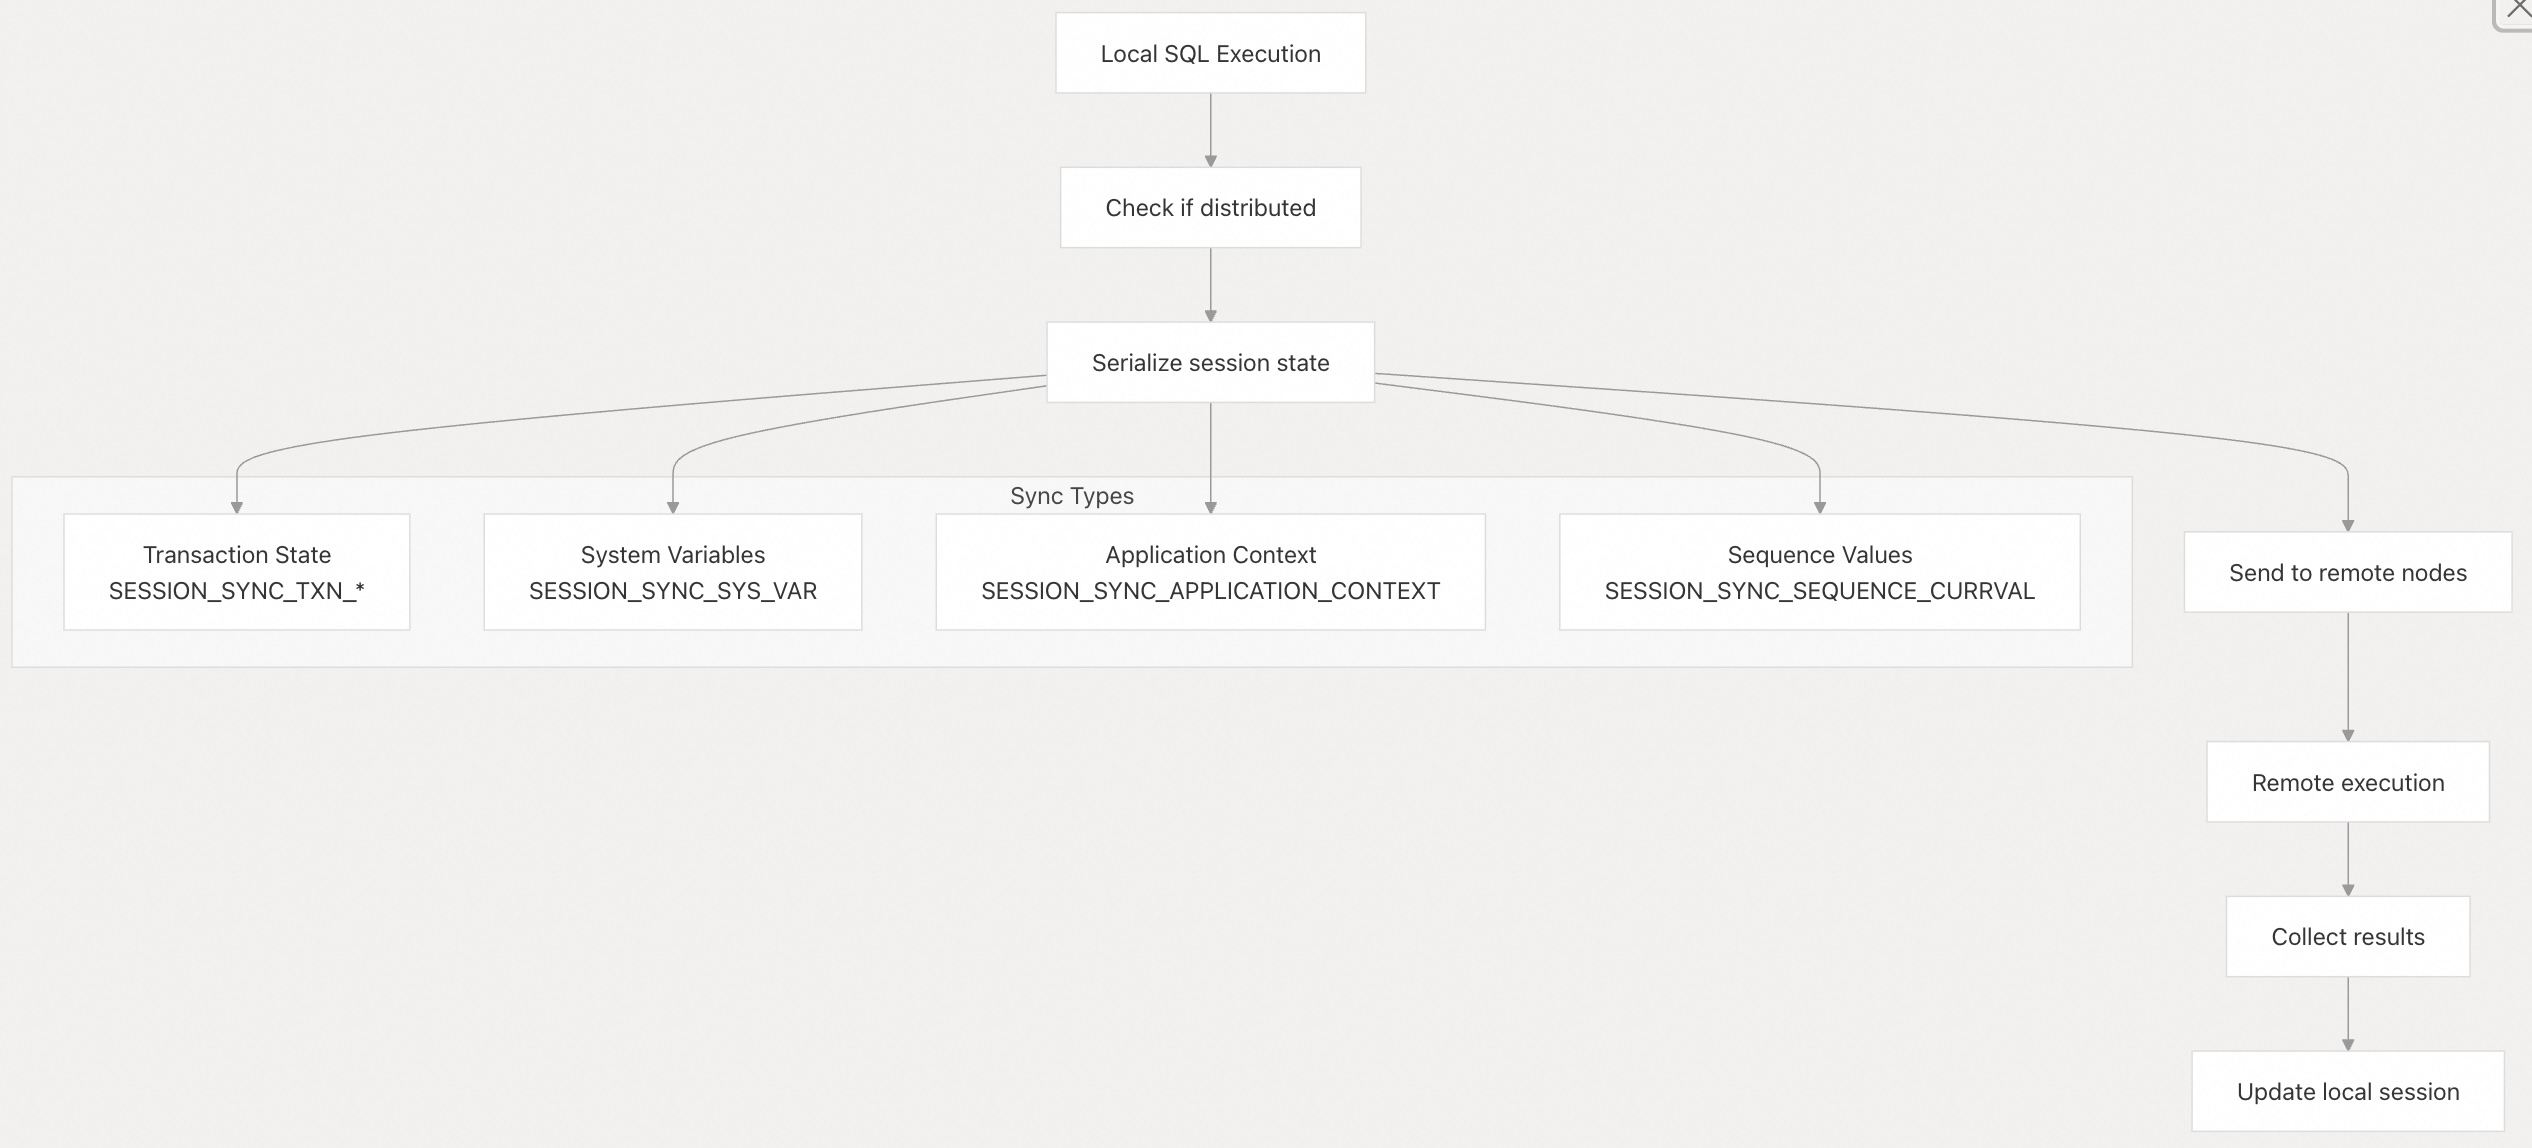 Local SQL Execution
Check if distributed
Serialize session state
Sync Types
Transaction State
SESSION_SYNC_TXN_*
System Variables
SESSION_SYNC_SYS_VAR
Application Context
SESSION_SYNC_APPLICATION_CONTEXT
Sequence Values
SESSION_SYNC_SEQUENCE_CURRVAL
Send to remote nodes
Remote execution
Collect results
Update local session